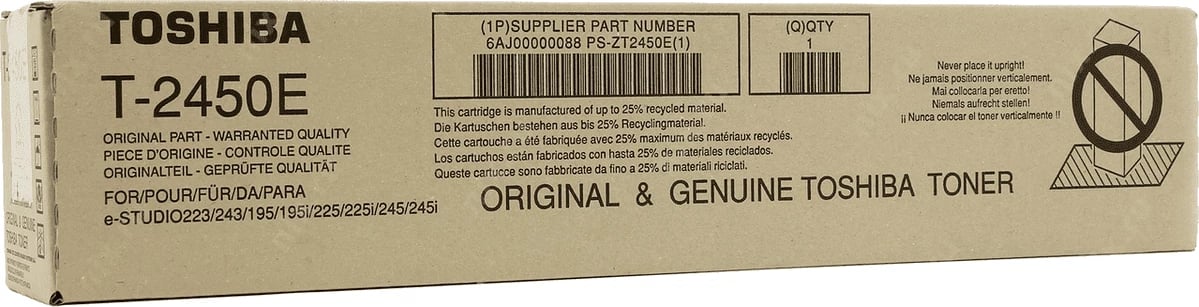 TOSHIBA
T-2450E
ORIGINAL PART - WARRANTED QUALITY
PIECE D'ORIGINE - CONTROLE QUALITE
ORIGINALTEIL - GEPRÜFTE QUALITÄT
FOR/POUR/FÜR/DA/PARA
e-STUDIO223/243/195/195i/225/225i/245/245i
(1P)SUPPLIER PART NUMBER
6AJ00000088 PS-ZT2450E(1)
(Q)QTY
1
This cartridge is manufactured of up to 25% recycled material.
Die Kartuschen bestehen aus bis 25% Recyclingmaterial.
Cette cartouche a été fabriquée avec 25% maximum des matériaux recyclés.
Los cartuchos están fabricados con hasta 25% de materiales reciclados.
Queste cartucce sono fabbricate da fino a 25% di materiali riciclati.
ORIGINAL & GENUINE TOSHIBA TONER
Never place it upright!
Ne jamais positionner verticalement.
Mai collocarla per eretto!
Niemals aufrecht stellen!
¡¡ Nunca colocar el toner verticalmente !!
ORIGINAL & GENUINE
TOSHIBA TONER